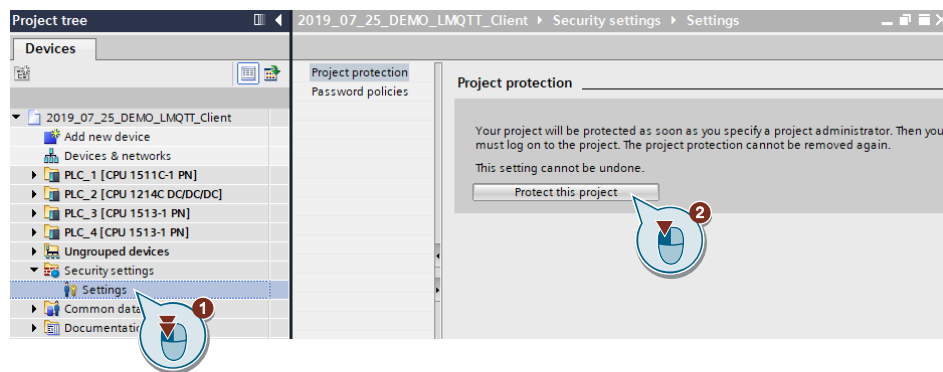 Project tree
2019_07_25_DEMO_LMQTT_Client ▸ Security settings ▸ Settings
Devices
Project protection
Password policies
Project protection
2019_07_25_DEMO_LMQTT_Client
Add new device
Devices & networks
PLC_1 [CPU 1511C-1 PN]
PLC_2 [CPU 1214C DC/DC/DC]
PLC_3 [CPU 1513-1 PN]
PLC_4 [CPU 1513-1 PN]
Ungrouped devices
Security settings
Settings
Common data
Documentatio
Your project will be protected as soon as you specify a project administrator. Then you
must log on to the project. The project protection cannot be removed again.
This setting cannot be undone.
Protect this project
1
2